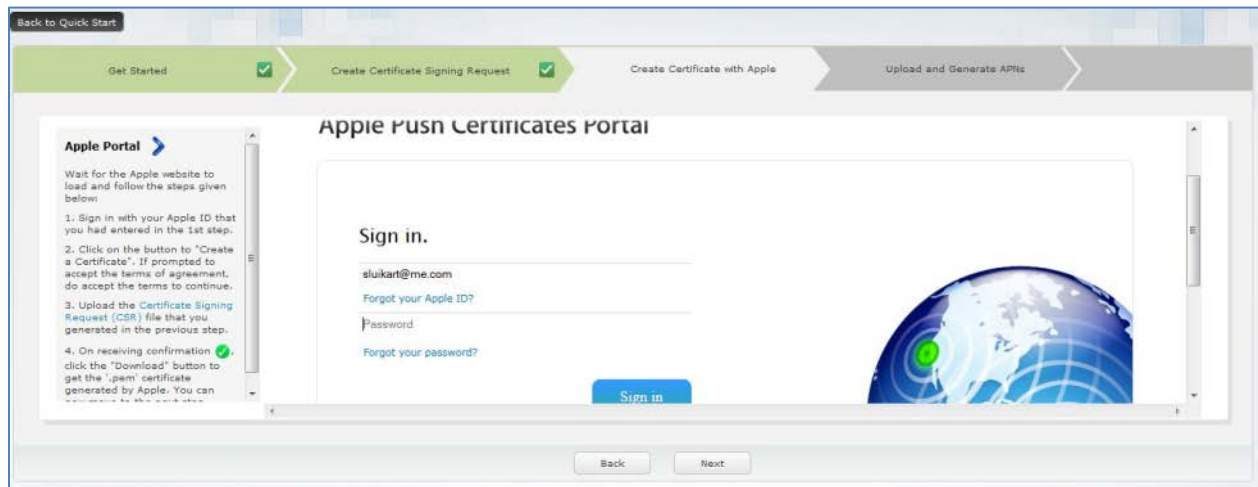 Back to Quick Start
Get Started
Create Certificate Signing Request
Create Certificate with Apple
Upload and Generate APNs
Apple Portal
Wait for the Apple website to
load and follow the steps given
below:
1. Sign in with your Apple ID that
you had entered in the 1st step.
2. Click on the button to "Create
a Certificate". If prompted to
accept the terms of agreement,
do accept the terms to continue.
3. Upload the Certificate Signing
Request (CSR) file that you
generated in the previous step.
4. On receiving confirmation ,
click the "Download" button to
get the '.pem' certificate
generated by Apple. You can
now move to the next step
Apple Push Certificates Portal
Sign in.
sluikart@me.com
Forgot your Apple ID?
Password
Forgot your password?
Sign in
Back
Next